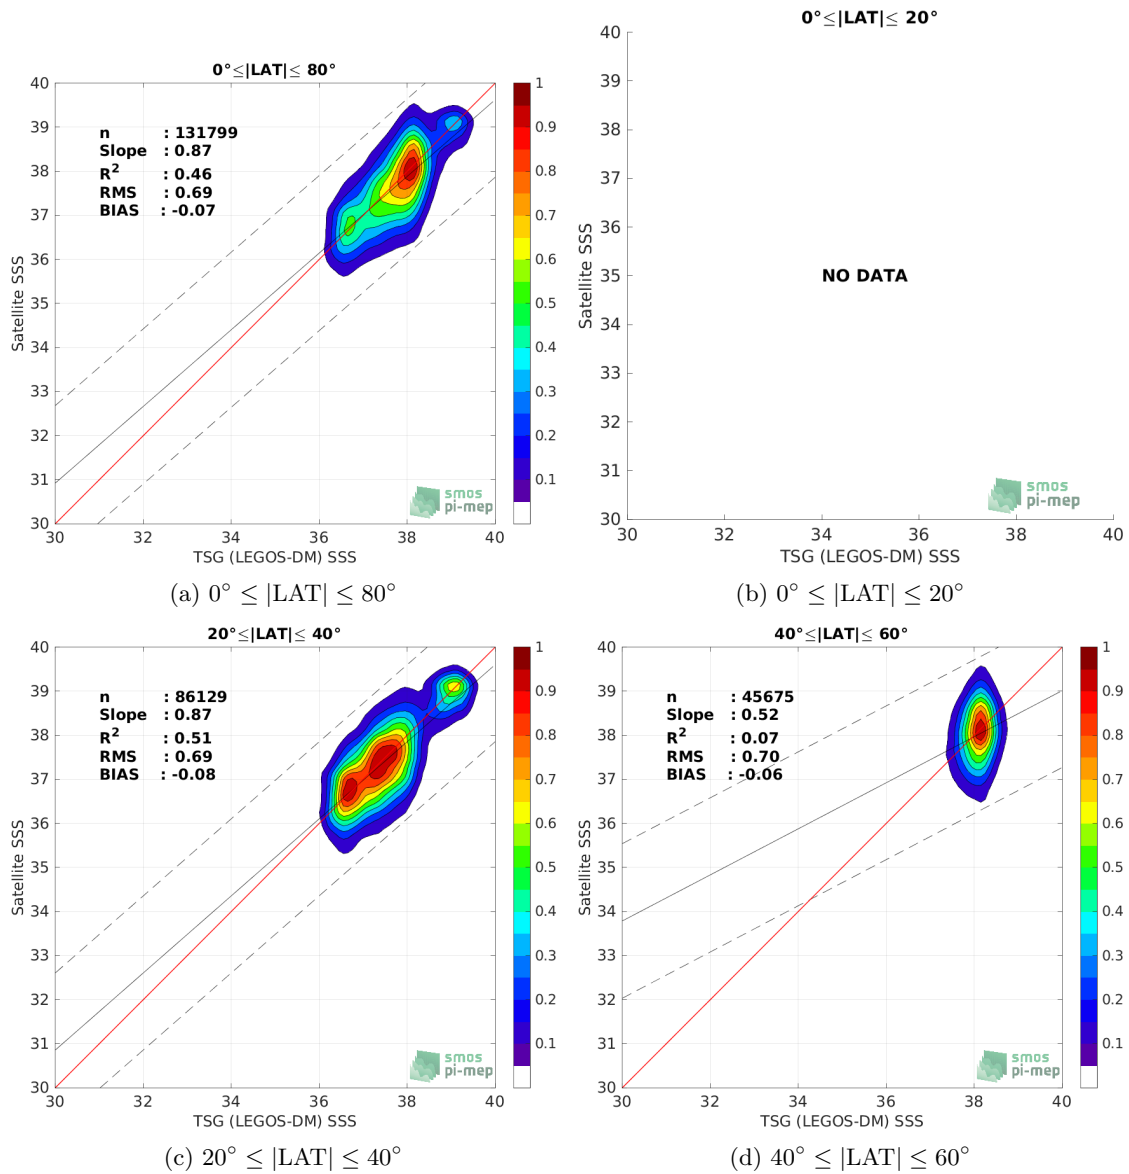 0°≤|LAT|≤ 80°
40
39
38
37
36
35
34
33
32
31
30
Satellite SSS
n : 131799
Slope : 0.87
R² : 0.46
RMS : 0.69
BIAS : -0.07
smos
pi-mep
30 32 34 36 38 40
TSG (LEGOS-DM) SSS
1
0.9
0.8
0.7
0.6
0.5
0.4
0.3
0.2
0.1
(a) 0° ≤ |LAT| ≤ 80°
0°≤|LAT|≤ 20°
40
39
38
37
36
35
34
33
32
31
30
Satellite SSS
NO DATA
smos
pi-mep
30 32 34 36 38 40
TSG (LEGOS-DM) SSS
(b) 0° ≤ |LAT| ≤ 20°
20°≤|LAT|≤ 40°
40
39
38
37
36
35
34
33
32
31
30
Satellite SSS
n : 86129
Slope : 0.87
R² : 0.51
RMS : 0.69
BIAS : -0.08
smos
pi-mep
30 32 34 36 38 40
TSG (LEGOS-DM) SSS
1
0.9
0.8
0.7
0.6
0.5
0.4
0.3
0.2
0.1
(c) 20° ≤ |LAT| ≤ 40°
40°≤|LAT|≤ 60°
40
39
38
37
36
35
34
33
32
31
30
Satellite SSS
n : 45675
Slope : 0.52
R² : 0.07
RMS : 0.70
BIAS : -0.06
smos
pi-mep
30 32 34 36 38 40
TSG (LEGOS-DM) SSS
1
0.9
0.8
0.7
0.6
0.5
0.4
0.3
0.2
0.1
(d) 40° ≤ |LAT| ≤ 60°